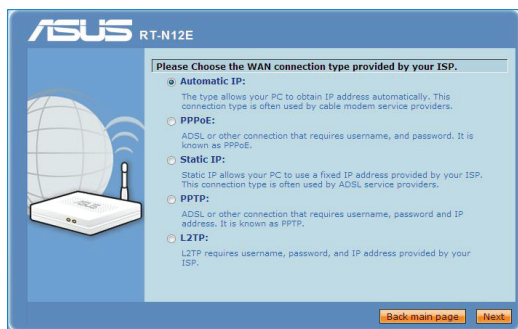 ASUS RT-N12E
Please Choose the WAN connection type provided by your ISP.
Automatic IP:
The type allows your PC to obtain IP address automatically. This
connection type is often used by cable modem service providers.
PPPoE:
ADSL or other connection that requires username, and password. It is
known as PPPoE.
Static IP:
Static IP allows your PC to use a fixed IP address provided by your ISP.
This connection type is often used by ADSL service providers.
PPTP:
ADSL or other connection that requires username, password and IP
address. It is known as PPTP.
L2TP:
L2TP requires username, password, and IP address provided by your
ISP.
Back main page Next